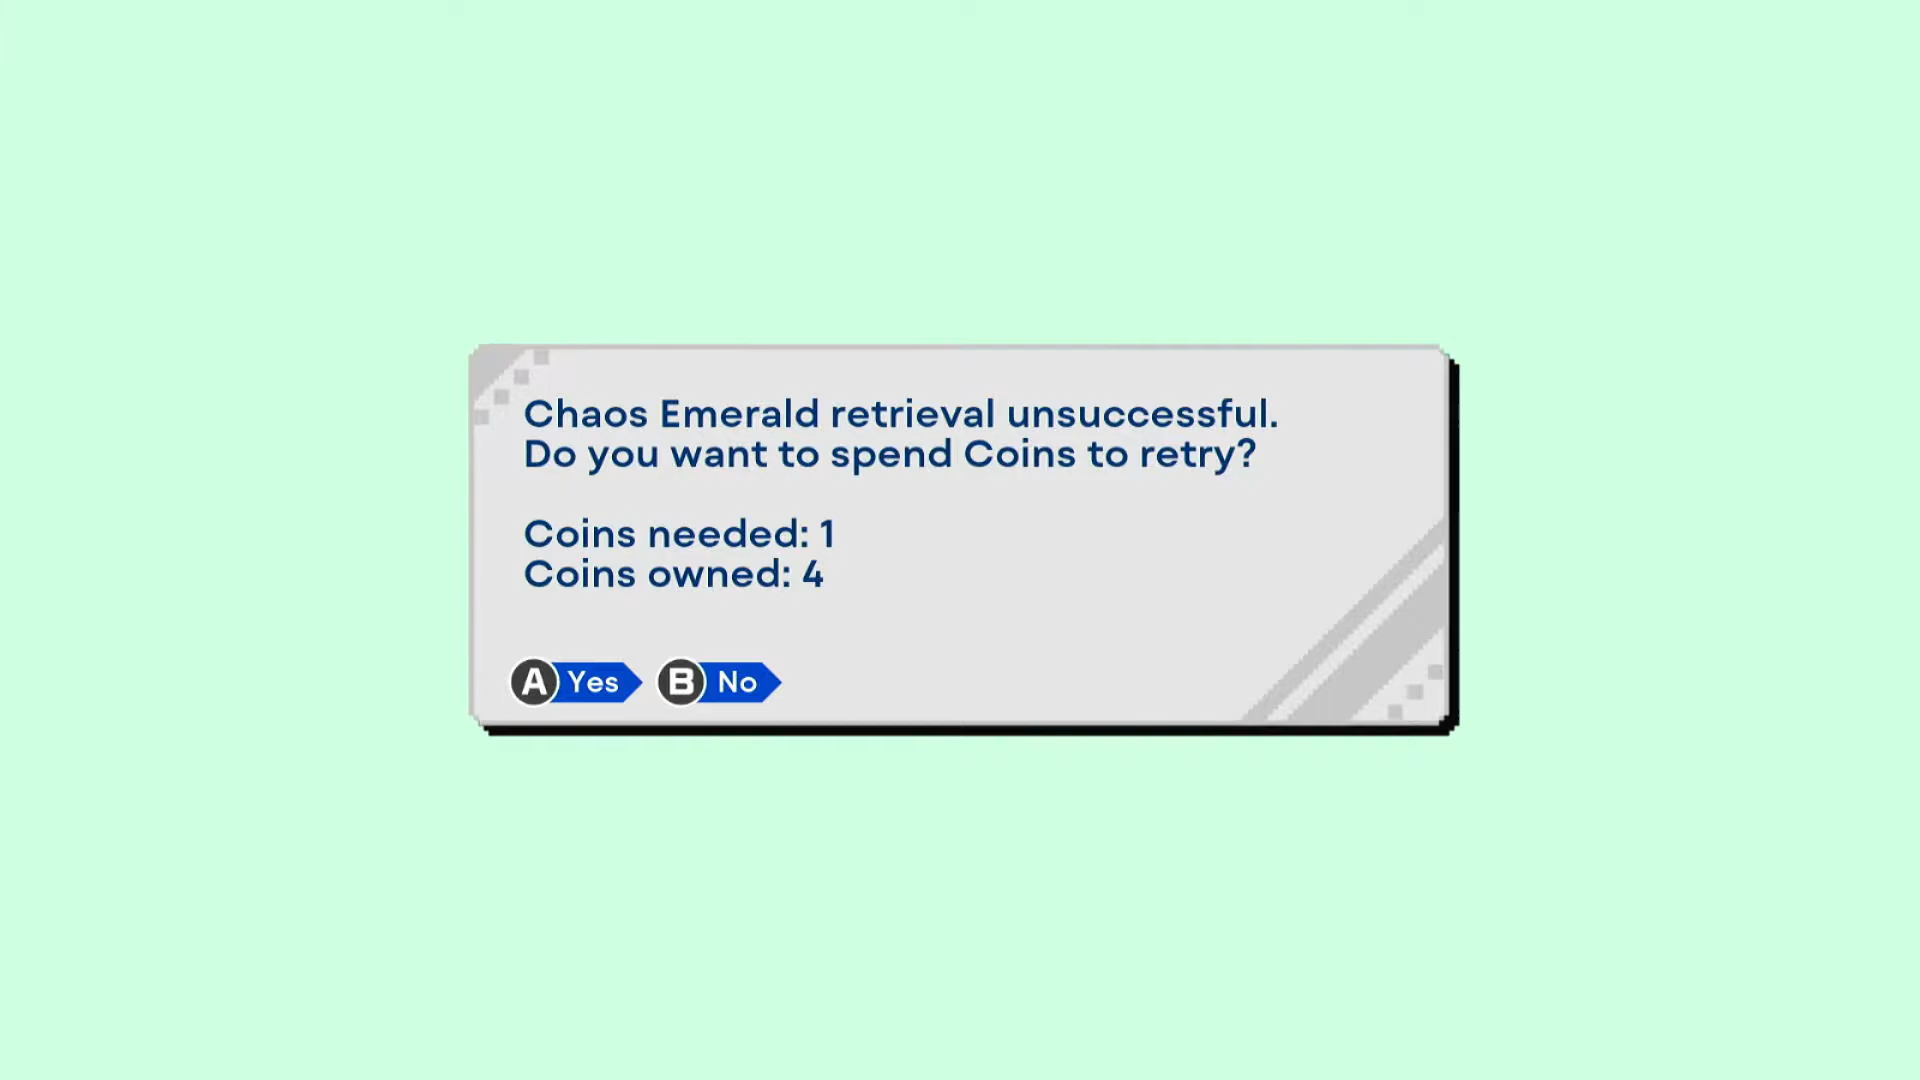 Chaos Emerald retrieval unsuccessful.
Do you want to spend Coins to retry?
Coins needed: 1
Coins owned: 4
A Yes B No